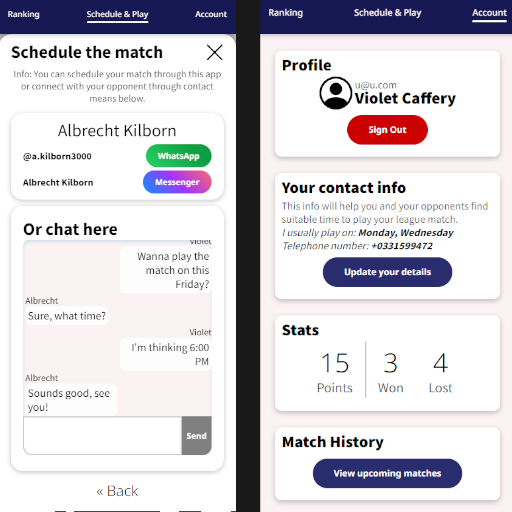 Ranking Schedule & Play Account
Schedule the match
Info: You can schedule your match through this app
or connect with your opponent through contact
means below.
Albrecht Kilborn
@a.kilborn3000 WhatsApp
Albrecht Kilborn Messenger
Or chat here
Violet
Wanna play the
match on this
Friday?
Albrecht
Sure, what time?
Violet
I'm thinking 6:00
PM
Albrecht
Sounds good, see
you!
Send
« Back
Ranking Schedule & Play Account
Profile
u@u.com
Violet Caffery
Sign Out
Your contact info
This info will help you and your opponents find
suitable time to play your league match.
I usually play on: Monday, Wednesday
Telephone number: +0331599472
Update your details
Stats
15 3 4
Points Won Lost
Match History
View upcoming matches